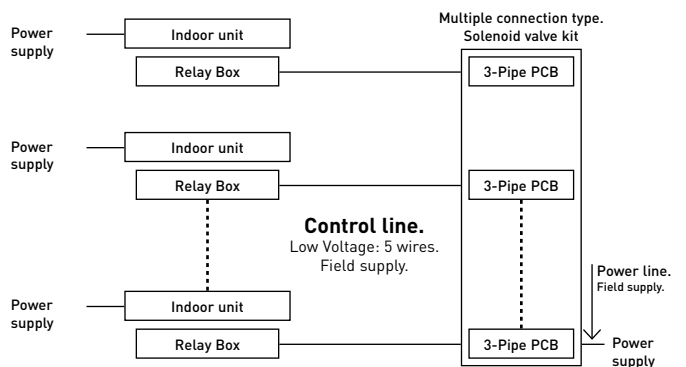 Multiple connection type.
Solenoid valve kit
Power
supply
Indoor unit
Relay Box
3-Pipe PCB
Power
supply
Indoor unit
Relay Box
3-Pipe PCB
Control line.
Low Voltage: 5 wires.
Field supply.
Power line.
Field supply.
Power
supply
Indoor unit
Relay Box
3-Pipe PCB
Power
supply